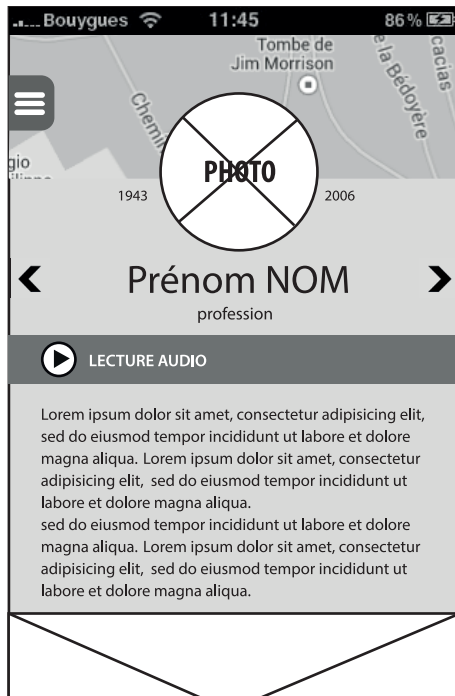 Bouygues 11:45 86 %
Tombe de
Jim Morrison
Chemin
e la Bédoyère
cacias
gio
PHOTO
1943 2006
Prénom NOM
profession
LECTURE AUDIO
Lorem ipsum dolor sit amet, consectetur adipisicing elit,
sed do eiusmod tempor incididunt ut labore et dolore
magna aliqua. Lorem ipsum dolor sit amet, consectetur
adipisicing elit, sed do eiusmod tempor incididunt ut
labore et dolore magna aliqua.
sed do eiusmod tempor incididunt ut labore et dolore
magna aliqua. Lorem ipsum dolor sit amet, consectetur
adipisicing elit, sed do eiusmod tempor incididunt ut
labore et dolore magna aliqua.